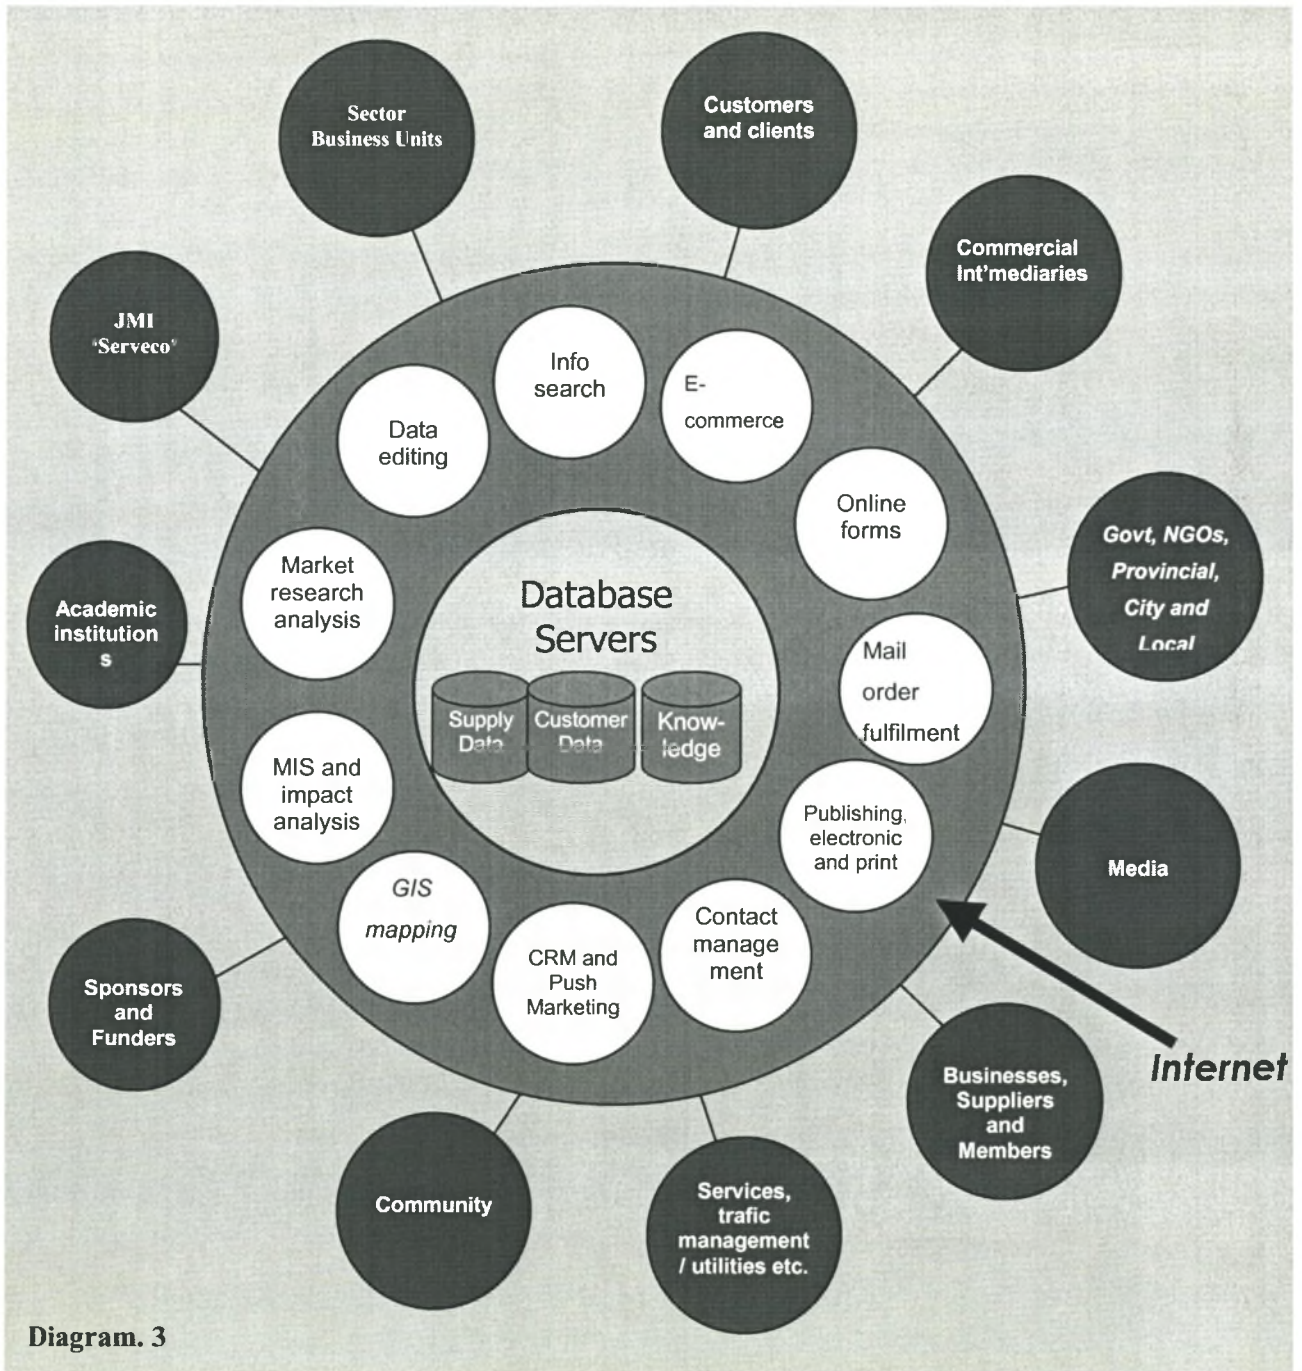 Sector
Business Units
Customers
and clients
Commercial
Int'mediaries
JMI
'Serveco'
Info
search
E-
commerce
Data
editing
Online
forms
Govt, NGOs,
Provincial,
City and
Local
Market
research
analysis
Academic
institution
s
Database
Servers
Supply
Data
Customer
Data
Know-
ledge
Mail
order
fulfilment
MIS and
impact
analysis
Publishing,
electronic
and print
Media
GIS
mapping
Contact
manage
ment
CRM and
Push
Marketing
Sponsors
and
Funders
Internet
Businesses,
Suppliers
and
Members
Community
Services,
trafic
management
/ utilities etc.
Diagram. 3